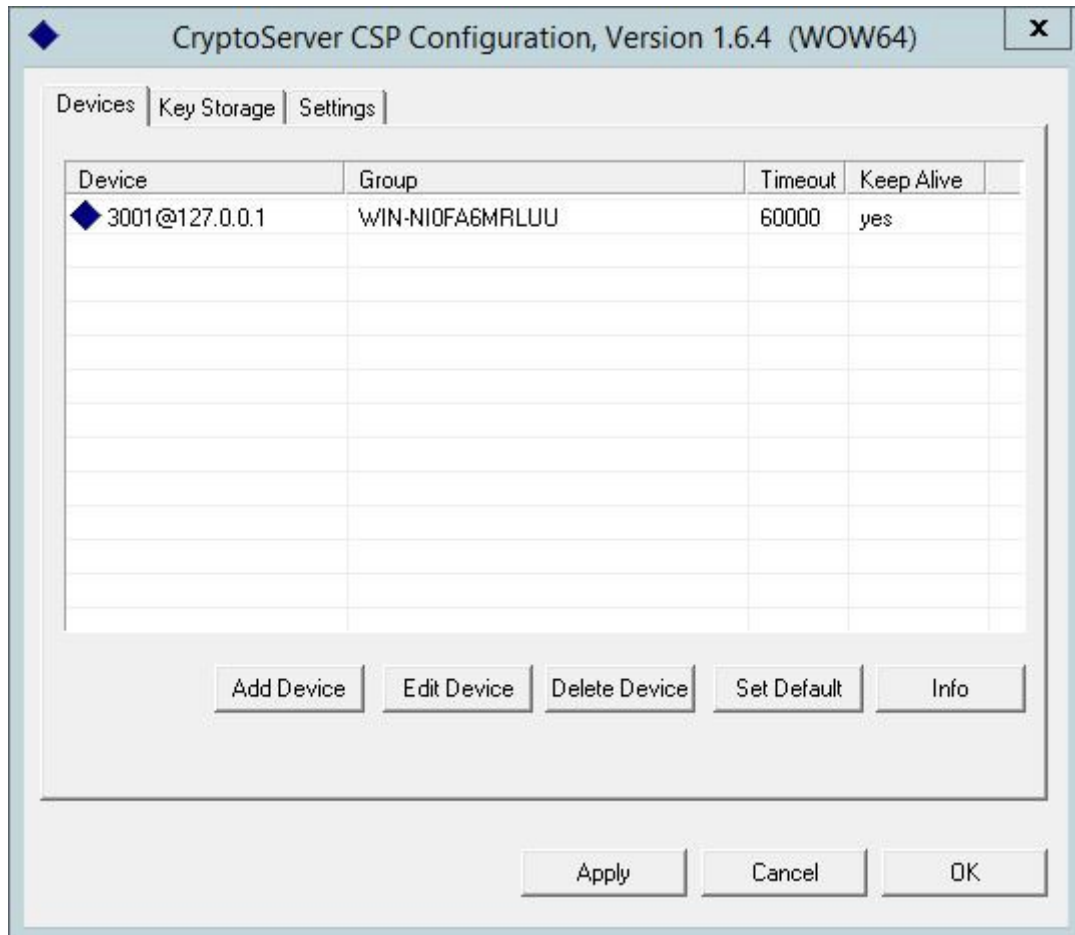 CryptoServer CSP Configuration, Version 1.6.4 (WOW64) x
Devices Key Storage Settings
Device Group Timeout Keep Alive
3001@127.0.0.1 WIN-NI0FA6MRLUU 60000 yes
Add Device Edit Device Delete Device Set Default Info
Apply Cancel OK